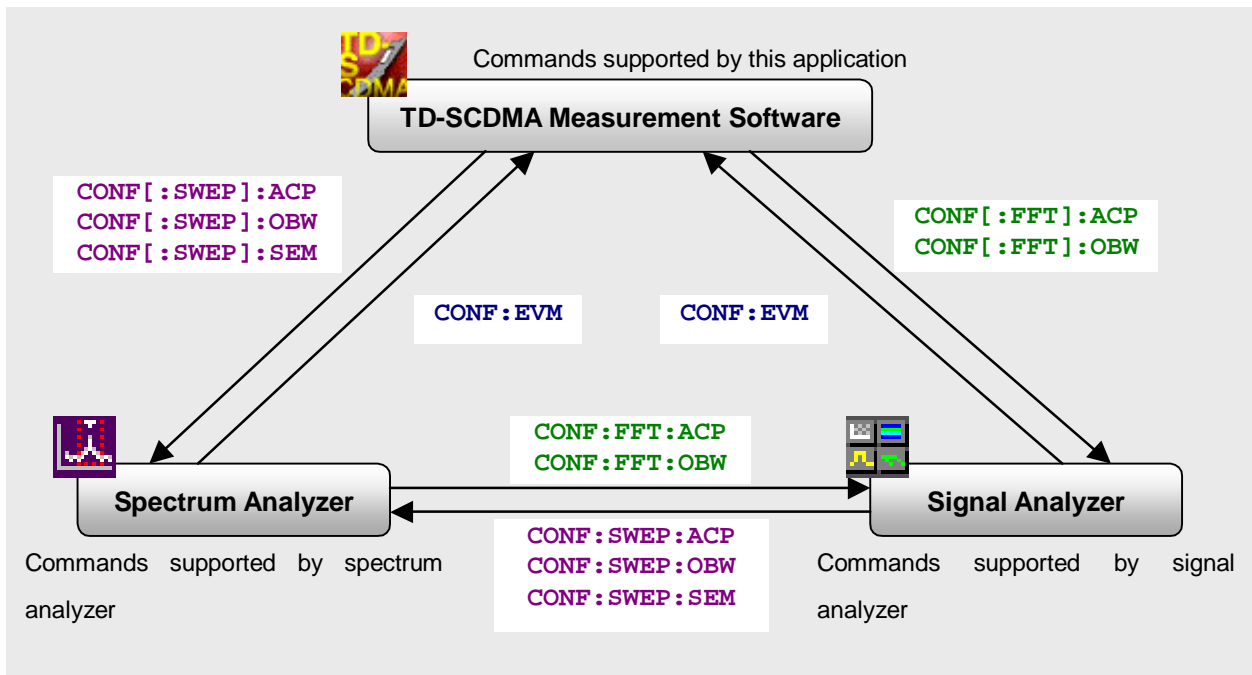 TD-
S
CDMA
Commands supported by this application
TD-SCDMA Measurement Software
CONF[:SWEP]:ACP
CONF[:SWEP]:OBW
CONF[:SWEP]:SEM
CONF[:FFT]:ACP
CONF[:FFT]:OBW
CONF:EVM
CONF:EVM
CONF:FFT:ACP
CONF:FFT:OBW
Spectrum Analyzer
Signal Analyzer
CONF:SWEP:ACP
CONF:SWEP:OBW
CONF:SWEP:SEM
Commands supported by spectrum
analyzer
Commands supported by signal
analyzer